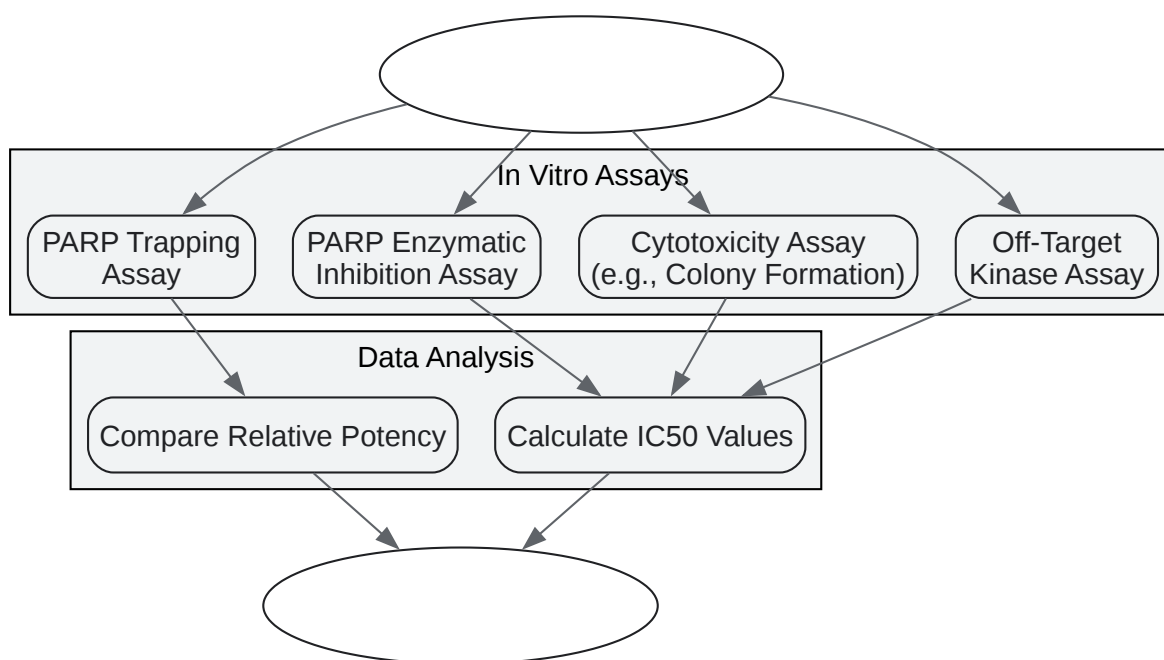 In Vitro Assays
PARP Trapping
Assay
PARP Enzymatic
Inhibition Assay
Cytotoxicity Assay
(e.g., Colony Formation)
Off-Target
Kinase Assay
Data Analysis
Compare Relative Potency
Calculate IC50 Values